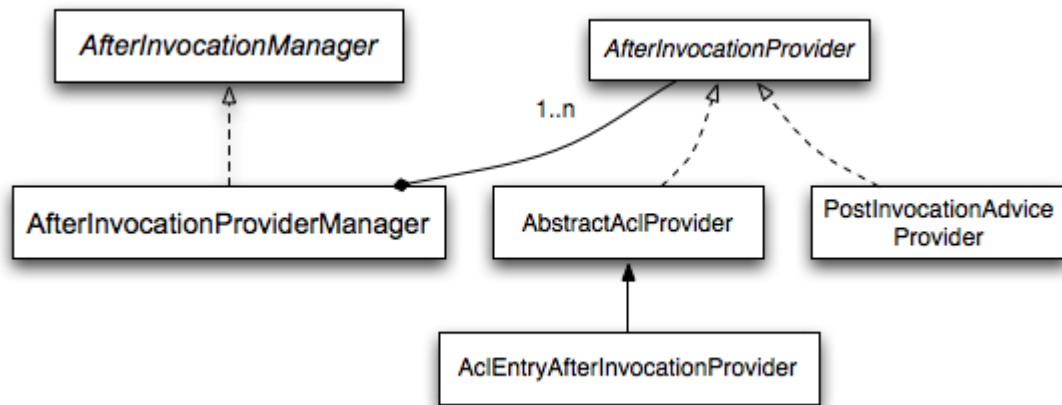 AfterInvocationManager
AfterInvocationProvider
1..n
AfterInvocationProviderManager
AbstractAclProvider
PostInvocationAdvice
Provider
AclEntryAfterInvocationProvider